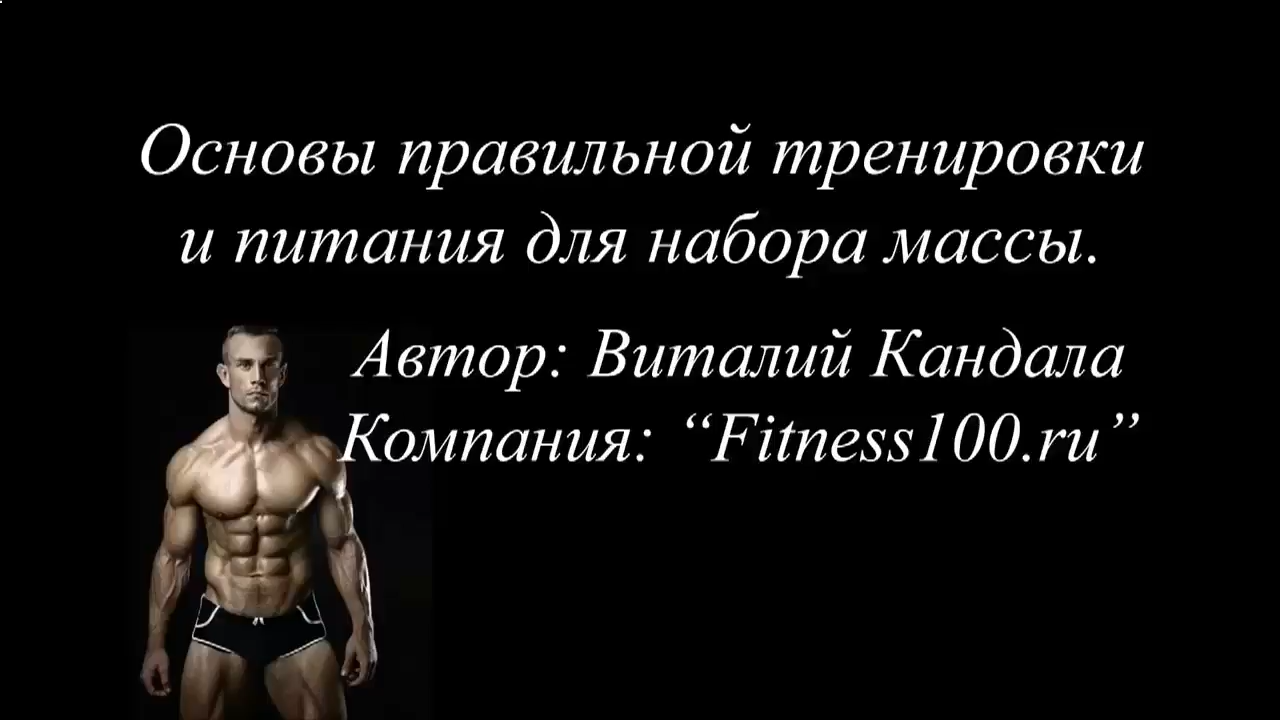 Основы правильной тренировки
и питания для набора массы.
Автор: Виталий Кандала
Компания: “Fitness100.ru”